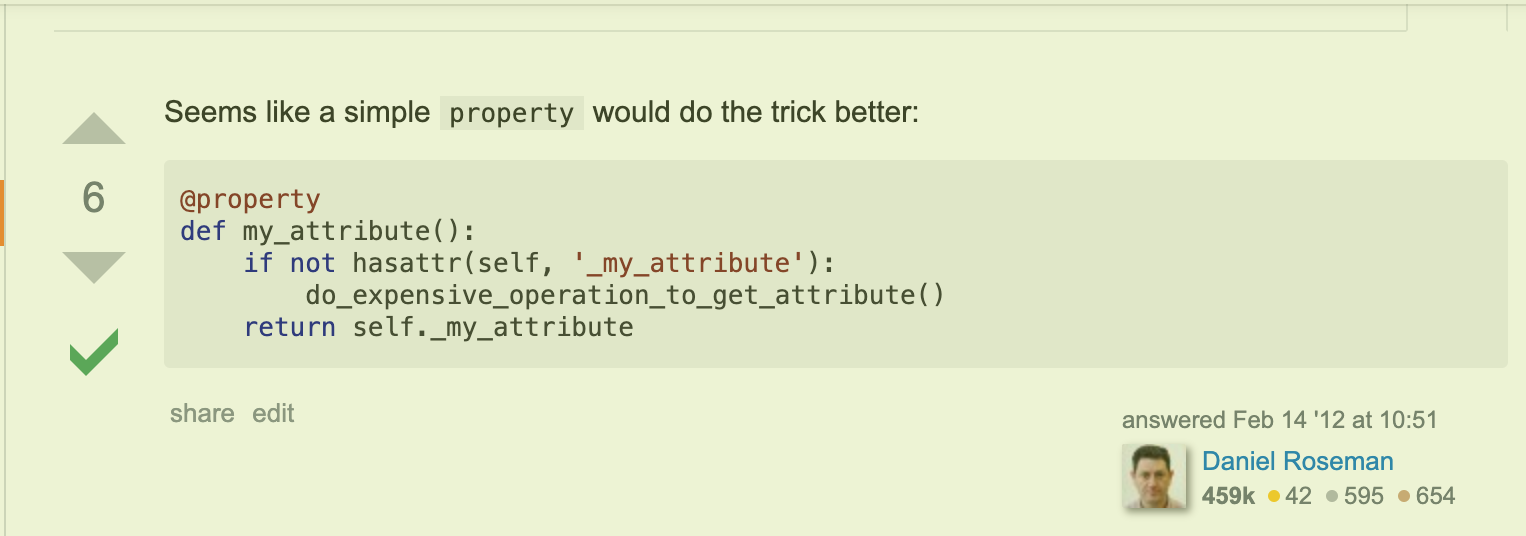 Seems like a simple property would do the trick better:
6
@property
def my_attribute():
    if not hasattr(self, '_my_attribute'):
        do_expensive_operation_to_get_attribute()
    return self._my_attribute
share edit
answered Feb 14 '12 at 10:51
Daniel Roseman
459k 42 595 654